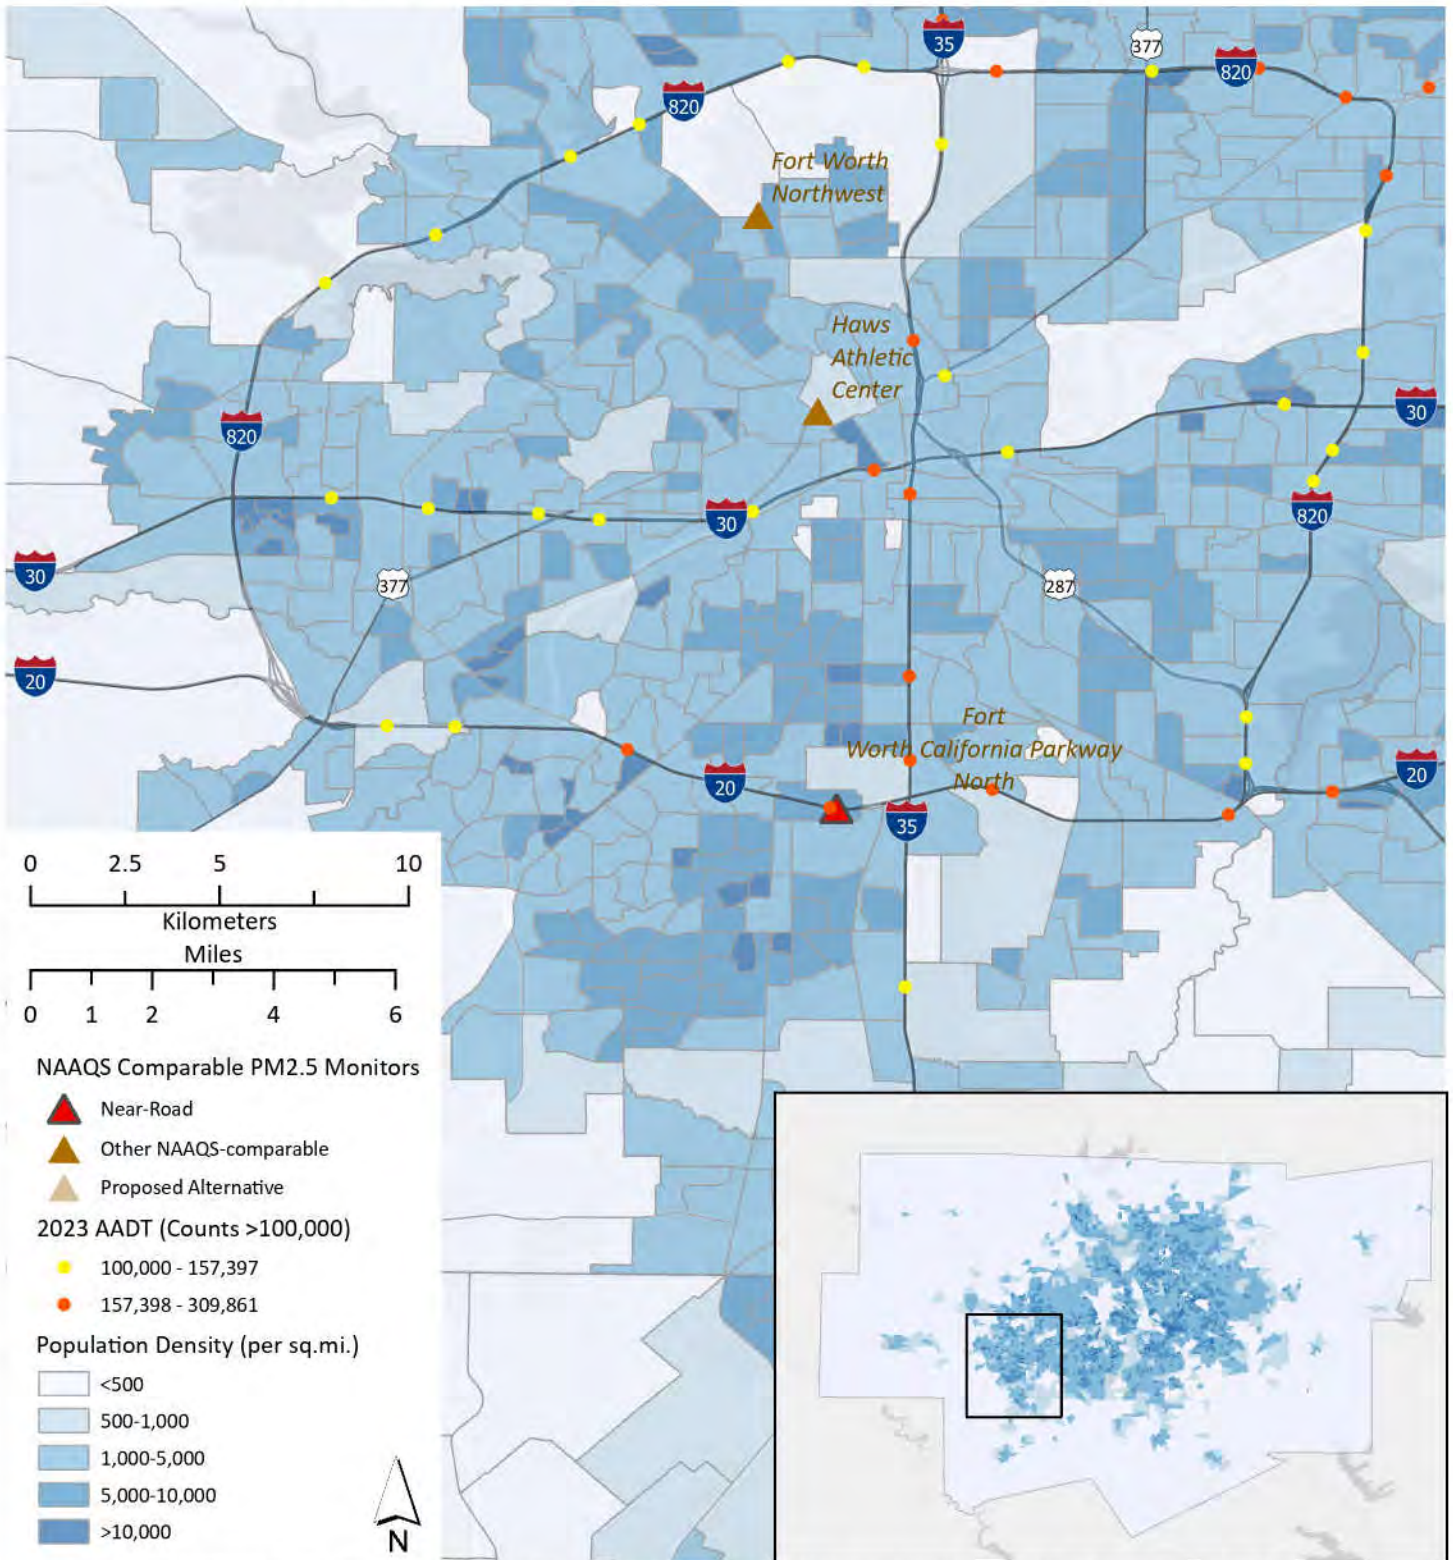 35
377
820
820
Fort Worth
Northwest
Haws
Athletic
Center
30
820
30
820
30
377
287
20
Fort
Worth California Parkway
North
20
20
35
0 2.5 5 10
Kilometers
Miles
0 1 2 4 6
NAAQS Comparable PM2.5 Monitors
Near-Road
Other NAAQS-comparable
Proposed Alternative
2023 AADT (Counts >100,000)
100,000 - 157,397
157,398 - 309,861
Population Density (per sq.mi.)
<500
500-1,000
1,000-5,000
5,000-10,000
>10,000
N